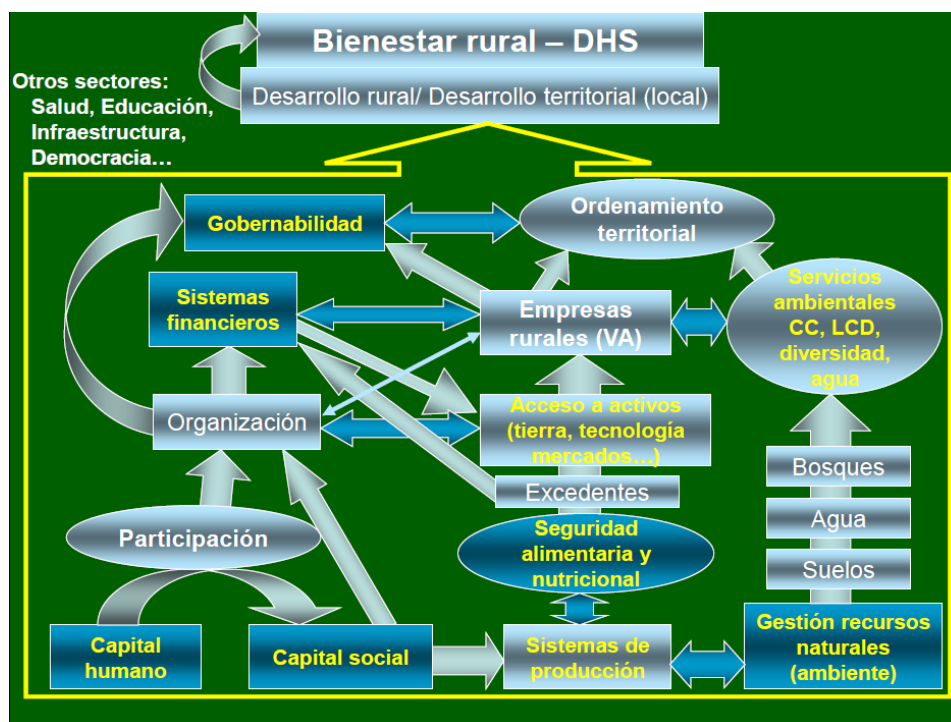 Bienestar rural – DHS
Desarrollo rural/ Desarrollo territorial (local)
Otros sectores:
Salud, Educación,
Infraestructura,
Democracia…
Gobernabilidad
Ordenamiento
territorial
Sistemas
financieros
Empresas
rurales (VA)
Servicios
ambientales
CC, LCD,
diversidad,
agua
Organización
Acceso a activos
(tierra, tecnología
mercados…)
Bosques
Excedentes
Agua
Participación
Seguridad
alimentaria y
nutricional
Suelos
Capital
humano
Capital social
Sistemas de
producción
Gestión recursos
naturales
(ambiente)